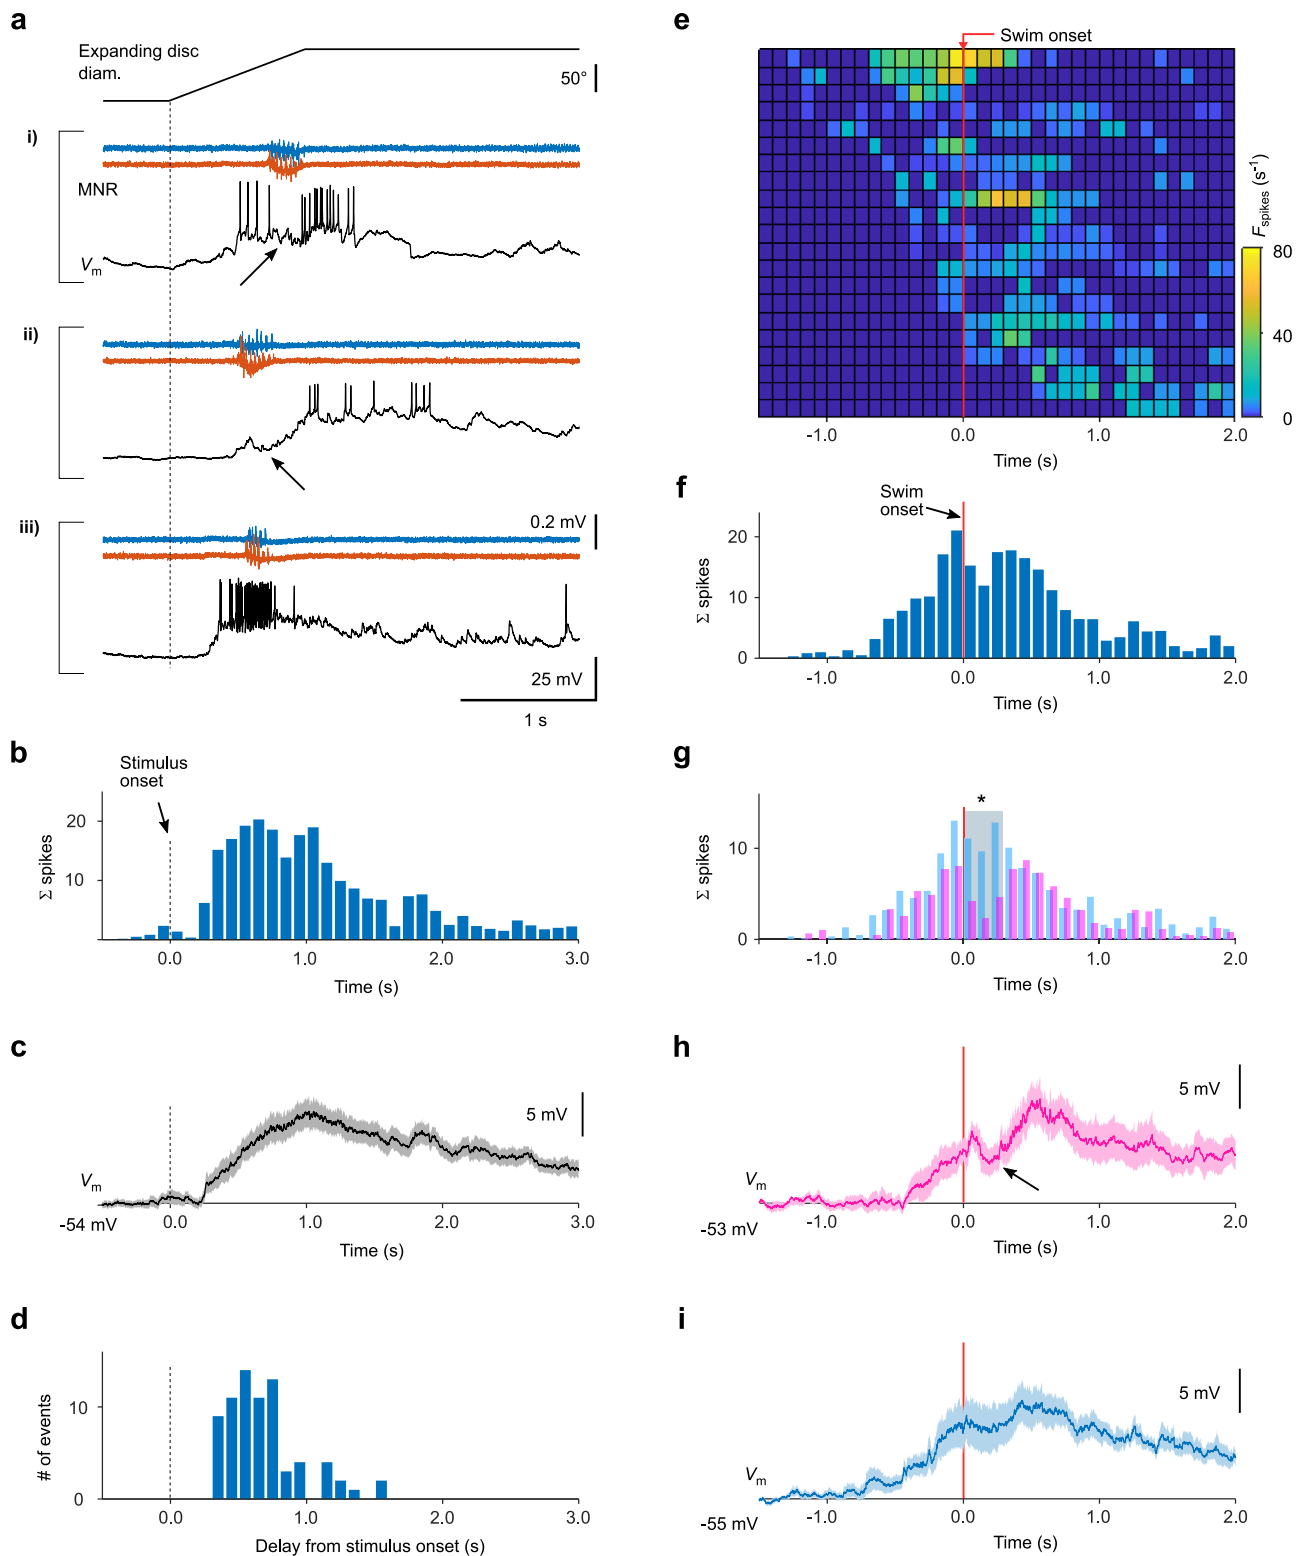 a
Expanding disc
diam.
50°
i)
MNR
Vm
ii)
iii)
0.2 mV
25 mV
1 s
b
Stimulus
onset
Σ spikes
20
10
0.0
1.0
2.0
3.0
Time (s)
c
5 mV
Vm
-54 mV
0.0
1.0
2.0
3.0
Time (s)
d
# of events
10
0
0.0
1.0
2.0
3.0
Delay from stimulus onset (s)
e
Swim onset
Fspikes (s-1)
80
40
0
-1.0
0.0
1.0
2.0
Time (s)
f
Swim
onset
Σ spikes
20
10
0
-1.0
0.0
1.0
2.0
Time (s)
g
*
Σ spikes
10
0
-1.0
0.0
1.0
2.0
Time (s)
h
5 mV
Vm
-53 mV
-1.0
0.0
1.0
2.0
Time (s)
i
5 mV
Vm
-55 mV
-1.0
0.0
1.0
2.0
Time (s)